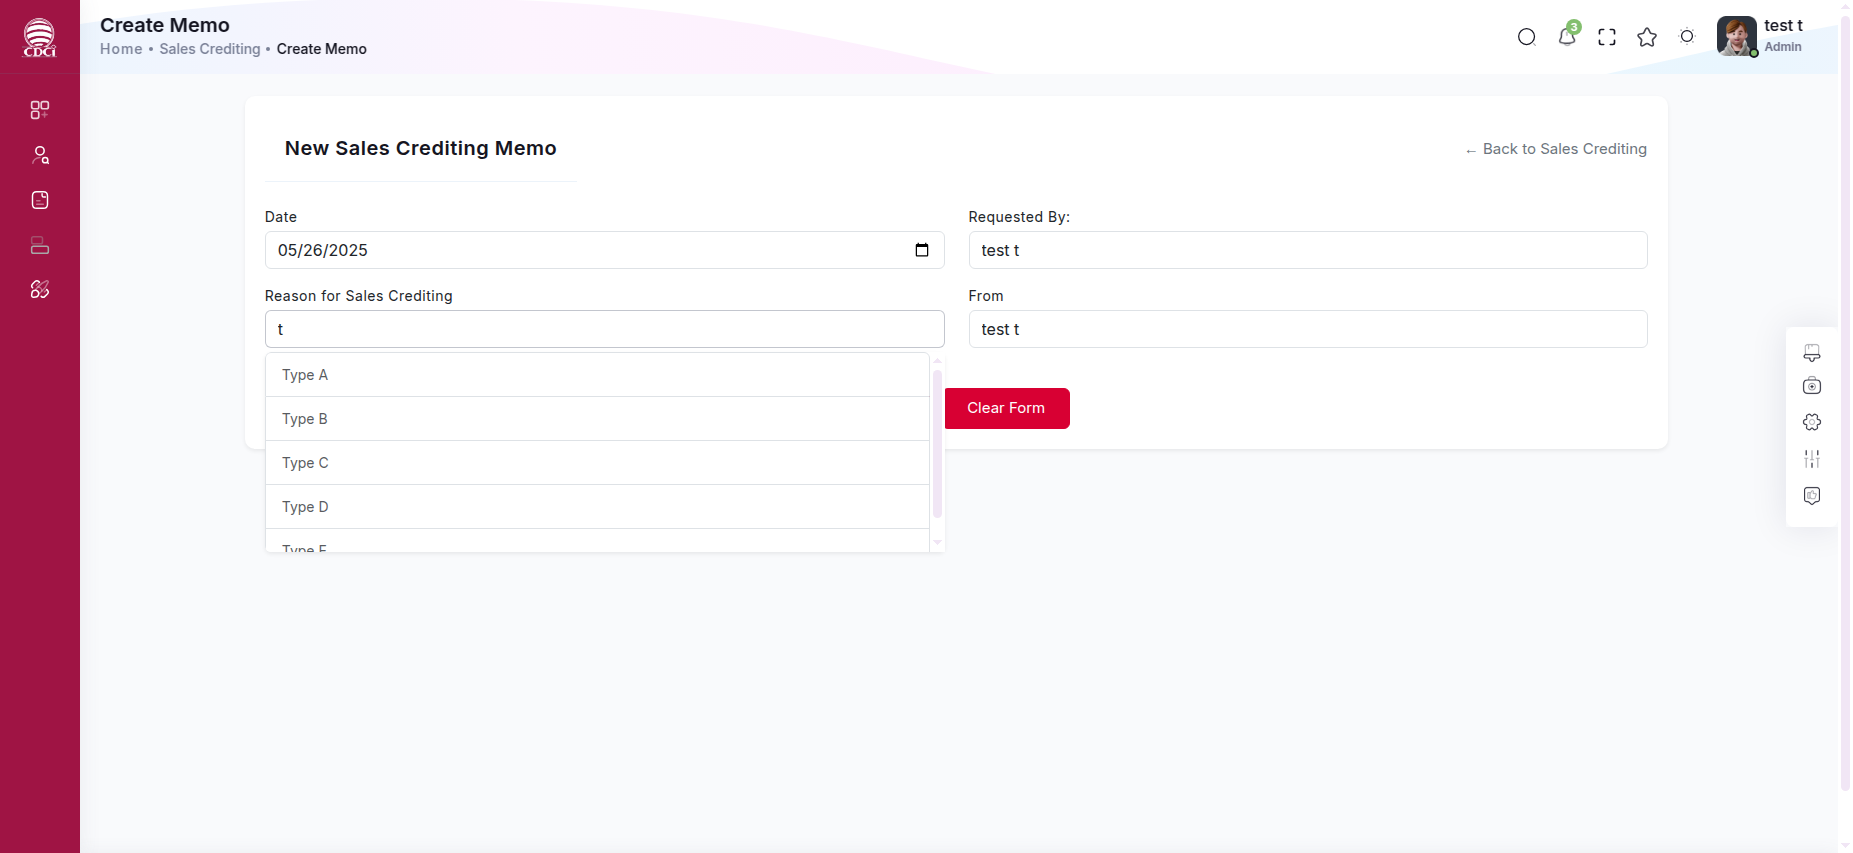 Create Memo
Home • Sales Crediting • Create Memo
3
test t
Admin
CDCi
New Sales Crediting Memo
← Back to Sales Crediting
Date
Requested By:
05/26/2025
test t
Reason for Sales Crediting
From
t
test t
Type A
Clear Form
Type B
Type C
Type D